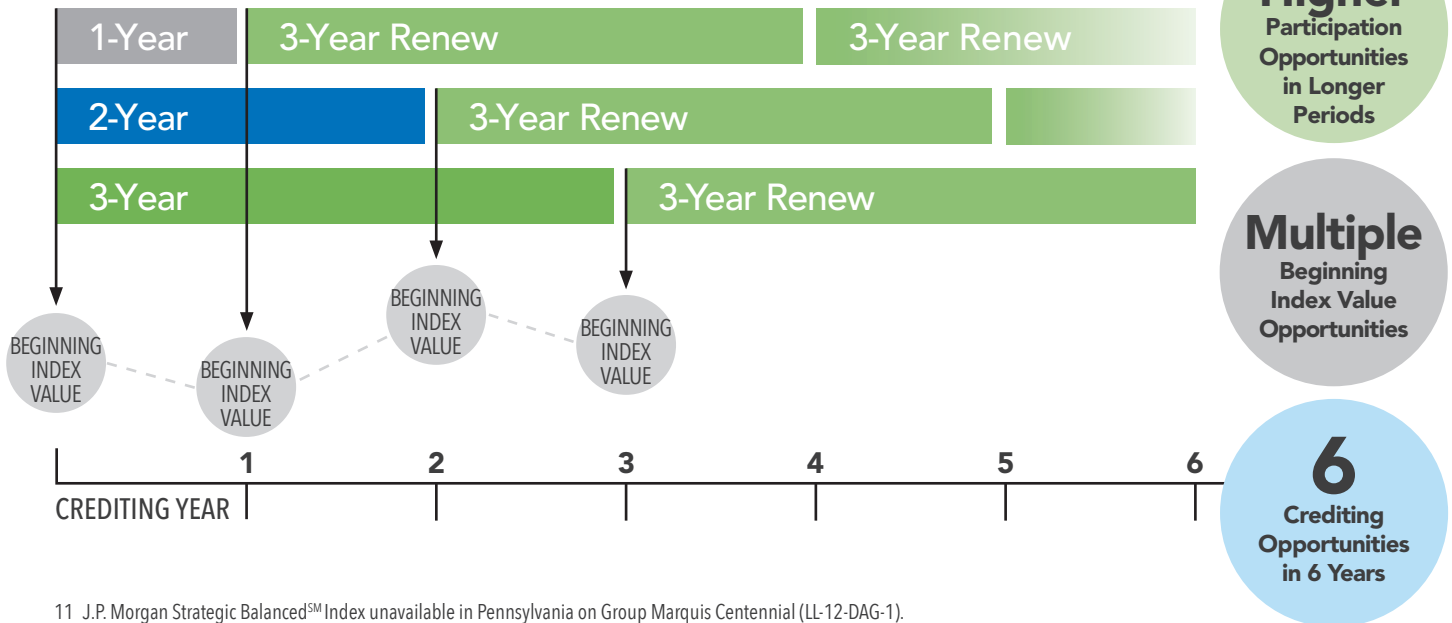 1-Year
3-Year Renew
3-Year Renew
2-Year
3-Year Renew
3-Year
3-Year Renew
BEGINNING
INDEX
VALUE
BEGINNING
INDEX
VALUE
BEGINNING
INDEX
VALUE
BEGINNING
INDEX
VALUE
1
2
3
4
5
6
CREDITING YEAR
Higher
Participation
Opportunities
in Longer
Periods
Multiple
Beginning
Index Value
Opportunities
6
Crediting
Opportunities
in 6 Years
11 J.P. Morgan Strategic Balanced℠ Index unavailable in Pennsylvania on Group Marquis Centennial (LL-12-DAG-1).